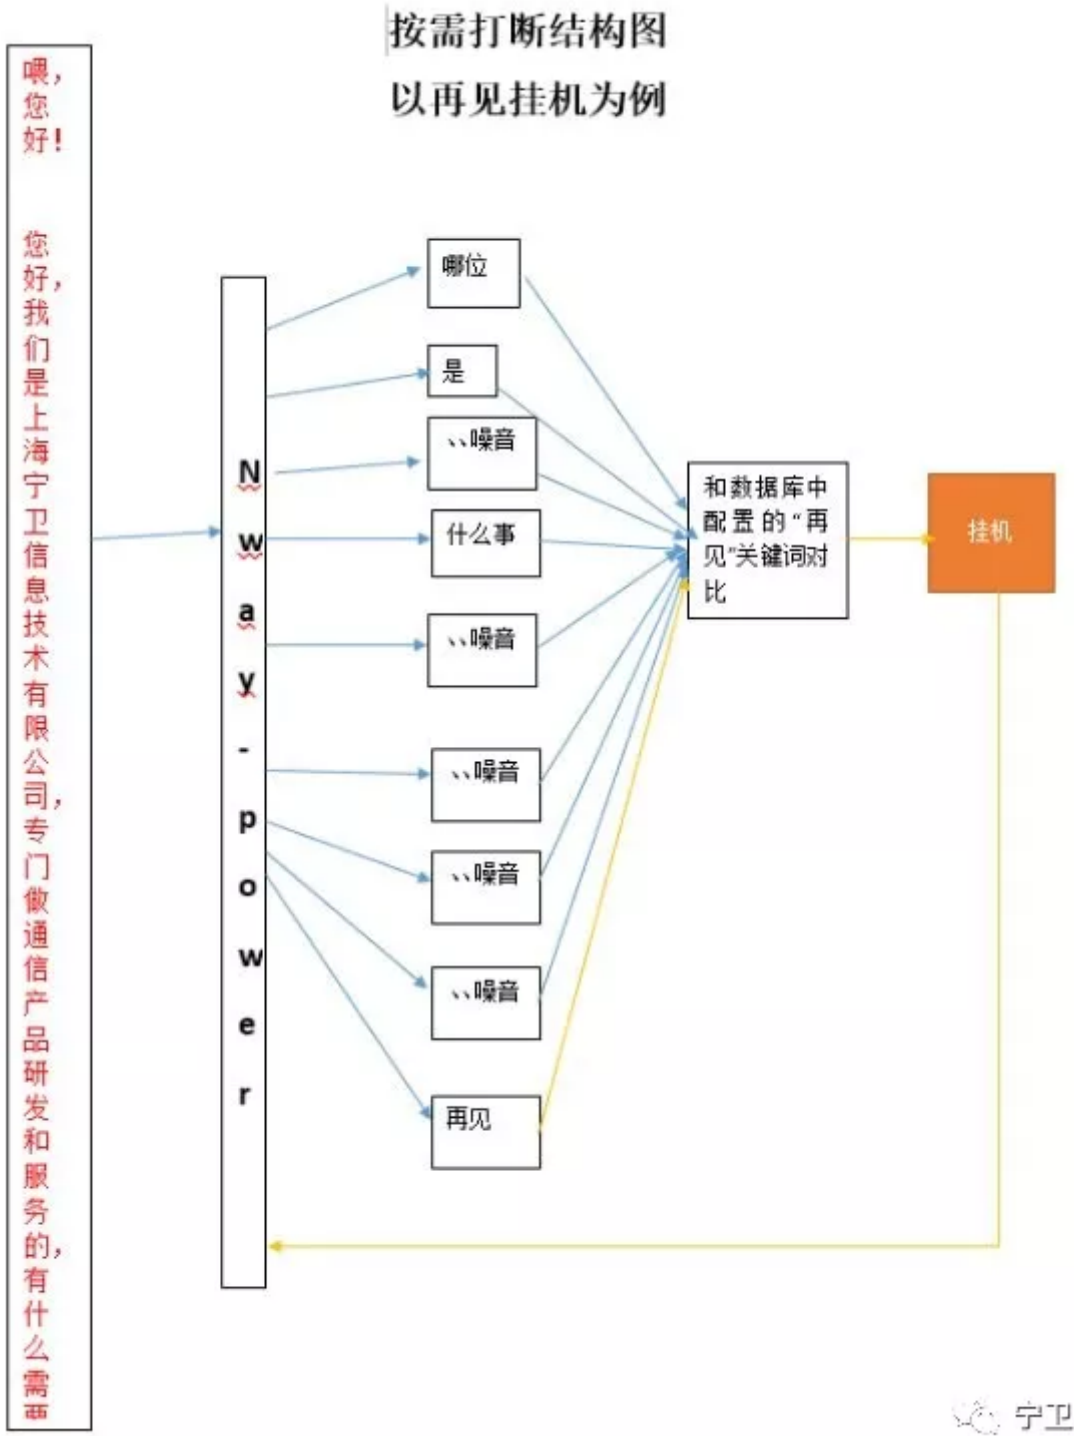 按需打断结构图
以再见挂机为例
喂，您好！
您好，我们是上海宁卫信息技术有限公司，专门做通信产品研发和服务的，有什么需要
Nway-power
哪位
是
、、噪音
什么事
、、噪音
、、噪音
、、噪音
、、噪音
再见
和数据库中
配置的“再
见”关键词对
比
挂机
宁卫